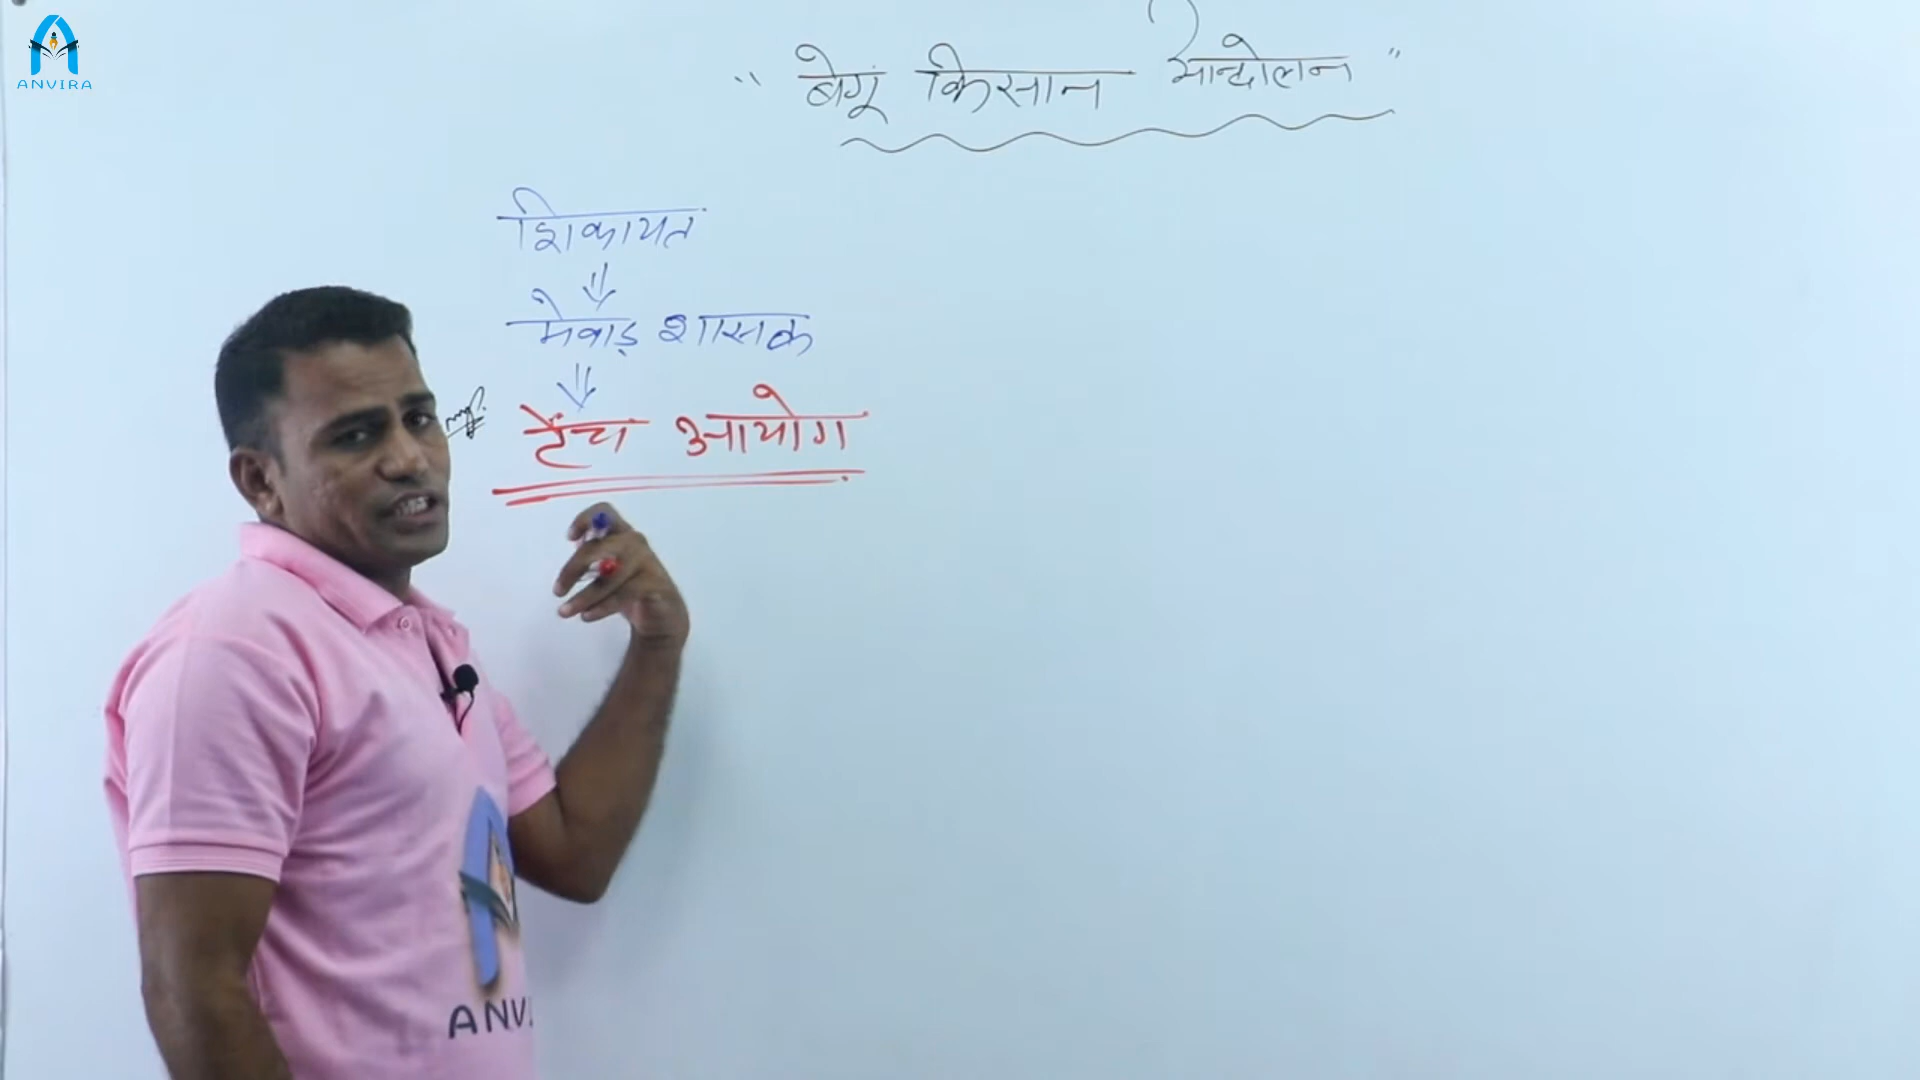 ANVIRA
" बेगूं किसान आन्दोलन "
शिकायत
मेवाड़ शासक
ट्रेंच आयोग
ANV